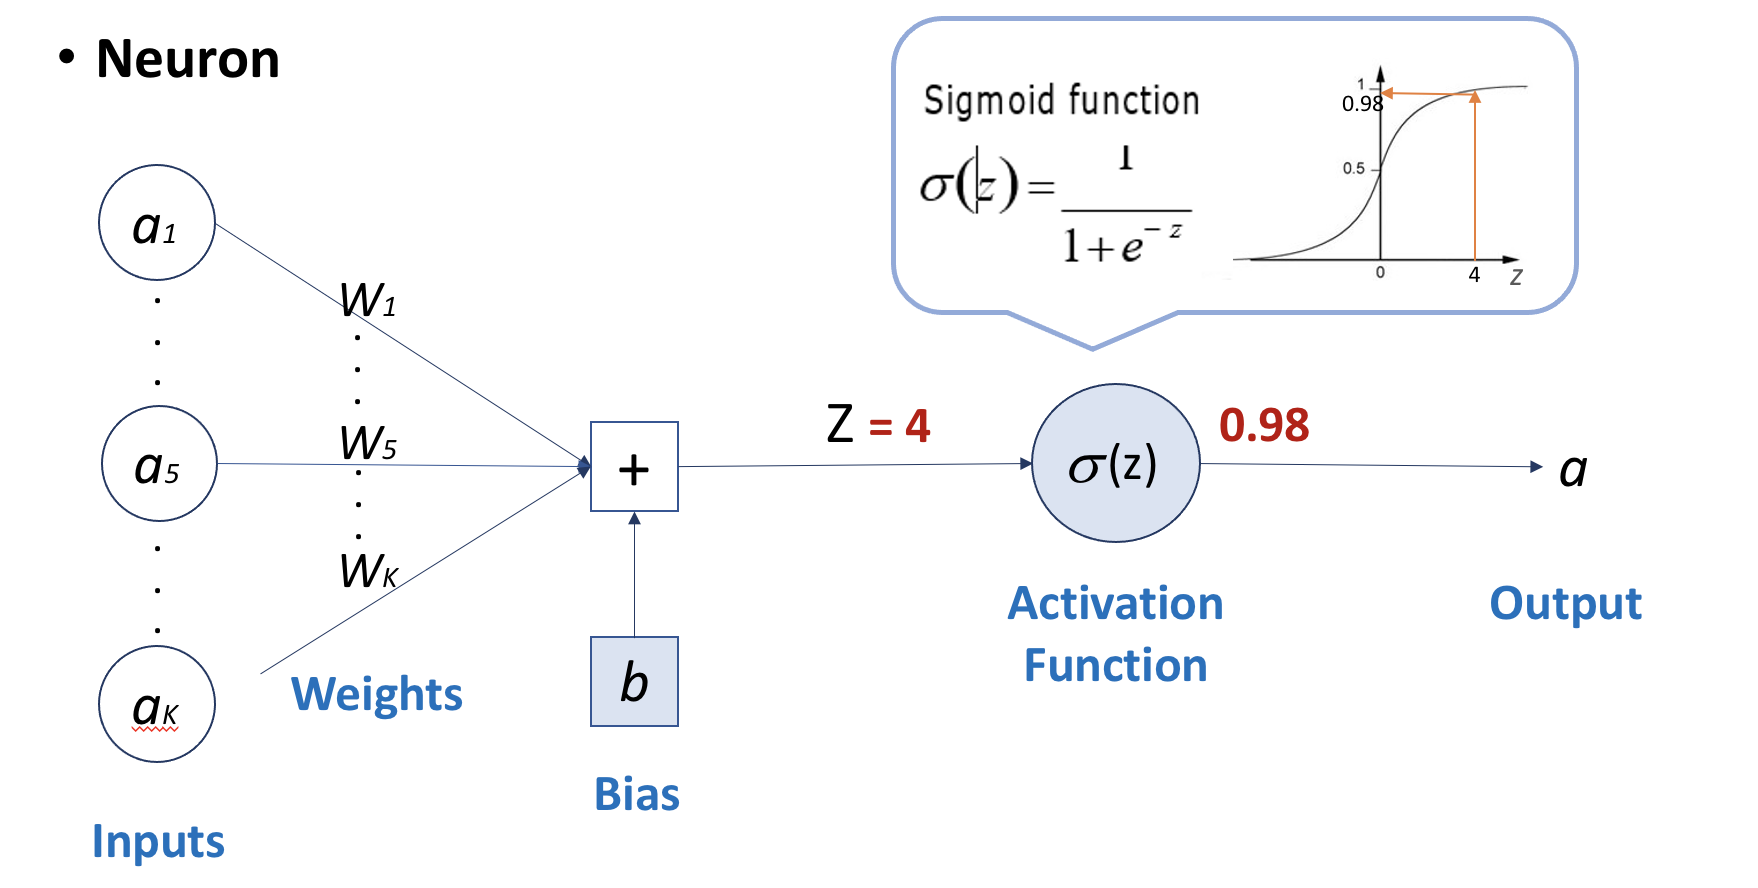 • Neuron
Sigmoid function
σ(z) = 1 / 1+e^-z
1
0.98
0.5
0
4
z
a1
W1
a5
W5
aK
WK
+
b
Z = 4
σ(z)
0.98
a
Weights
Bias
Inputs
Activation
Function
Output